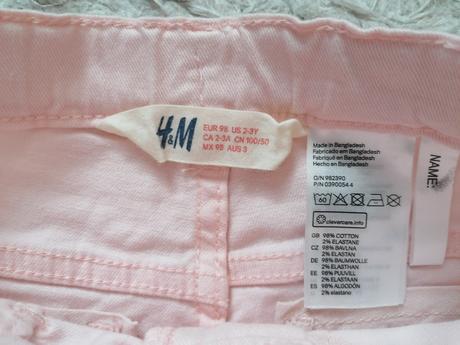 H&M
EUR 98 US 2-3Y
CA 2-3A CN 100/50
MX 98 AUS 3
Made in Bangladesh
Fabricado em Bangladesh
Fabriqué en Bangladesh
Hecho en Bangladesh
O/N 982390
P/N 0390054 4
60
clevercare.info
GB 98% COTTON
2% ELASTANE
CZ 98% BAVLNA
2% ELASTAN
DE 98% BAUMWOLLE
2% ELASTHAN
EE 98% PUUVILL
2% ELASTAAN
ES 98% ALGODÓN
2% elastano
NAME: